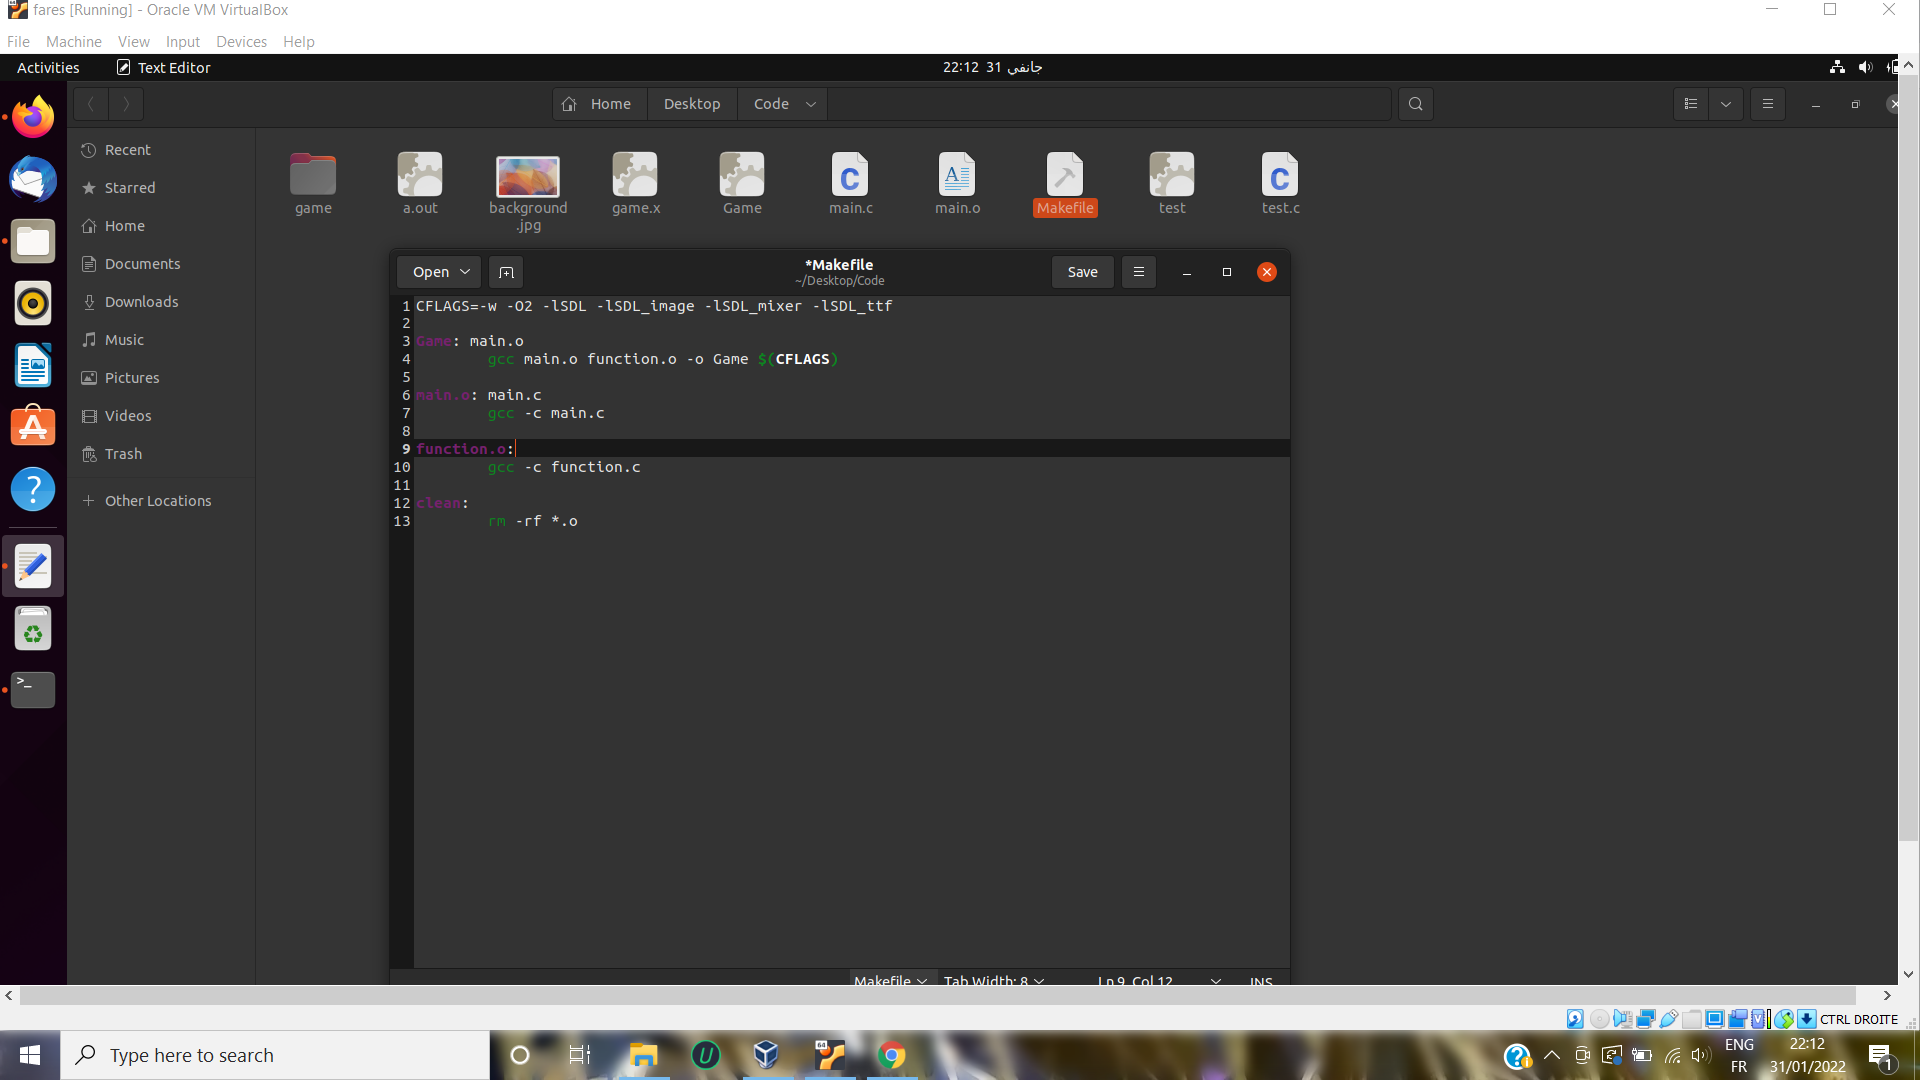 fares [Running] - Oracle VM VirtualBox
File Machine View Input Devices Help
Activities Text Editor 22:12 31 جانفي
Home Desktop Code
Recent
Starred
Home
Documents
Downloads
Music
Pictures
Videos
Trash
Other Locations
game a.out background game.x Game main.c main.o Makefile test test.c
.jpg
Open *Makefile Save
~/Desktop/Code
1 CFLAGS=-w -O2 -lSDL -lSDL_image -lSDL_mixer -lSDL_ttf
2
3 Game: main.o
4 gcc main.o function.o -o Game $(CFLAGS)
5
6 main.o: main.c
7 gcc -c main.c
8
9 function.o:
10 gcc -c function.c
11
12 clean:
13 rm -rf *.o
Makefile Tab Width: 8 Ln 9, Col 12 INS
CTRL DROITE
Type here to search
ENG 22:12
FR 31/01/2022
1